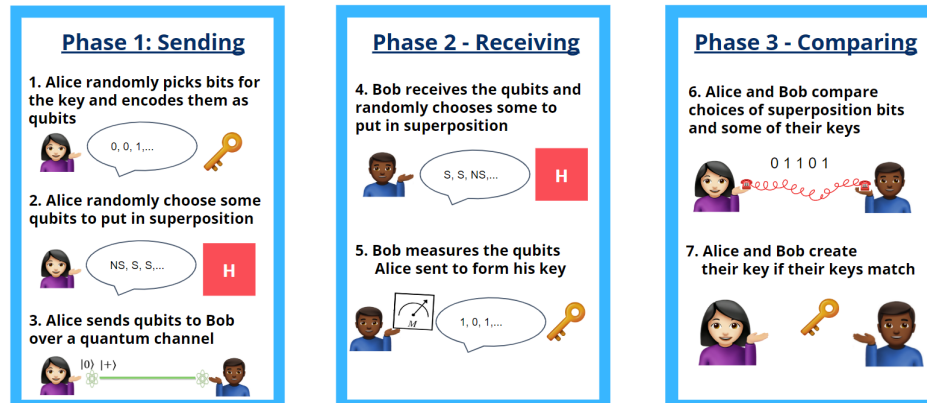 Phase 1: Sending
1. Alice randomly picks bits for
the key and encodes them as
qubits
0, 0, 1,...
2. Alice randomly choose some
qubits to put in superposition
NS, S, S,...
H
3. Alice sends qubits to Bob
over a quantum channel
|0⟩ |+⟩
Phase 2 - Receiving
4. Bob receives the qubits and
randomly chooses some to
put in superposition
S, S, NS,...
H
5. Bob measures the qubits
Alice sent to form his key
M
1, 0, 1,...
Phase 3 - Comparing
6. Alice and Bob compare
choices of superposition bits
and some of their keys
0 1 1 0 1
7. Alice and Bob create
their key if their keys match